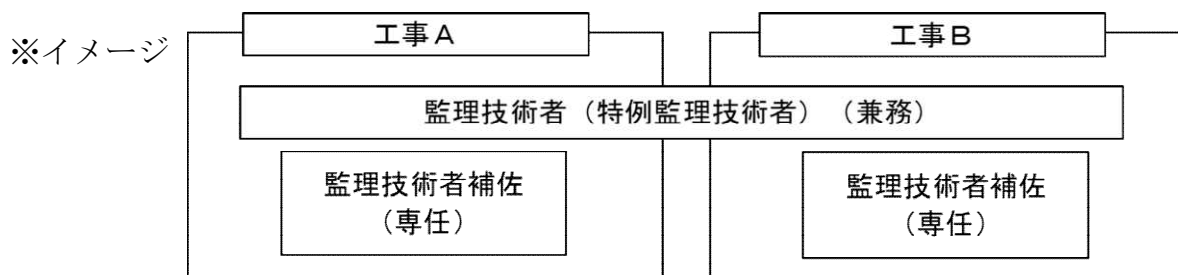 ※イメージ
工事A
工事B
監理技術者（特例監理技術者）（兼務）
監理技術者補佐
（専任）
監理技術者補佐
（専任）